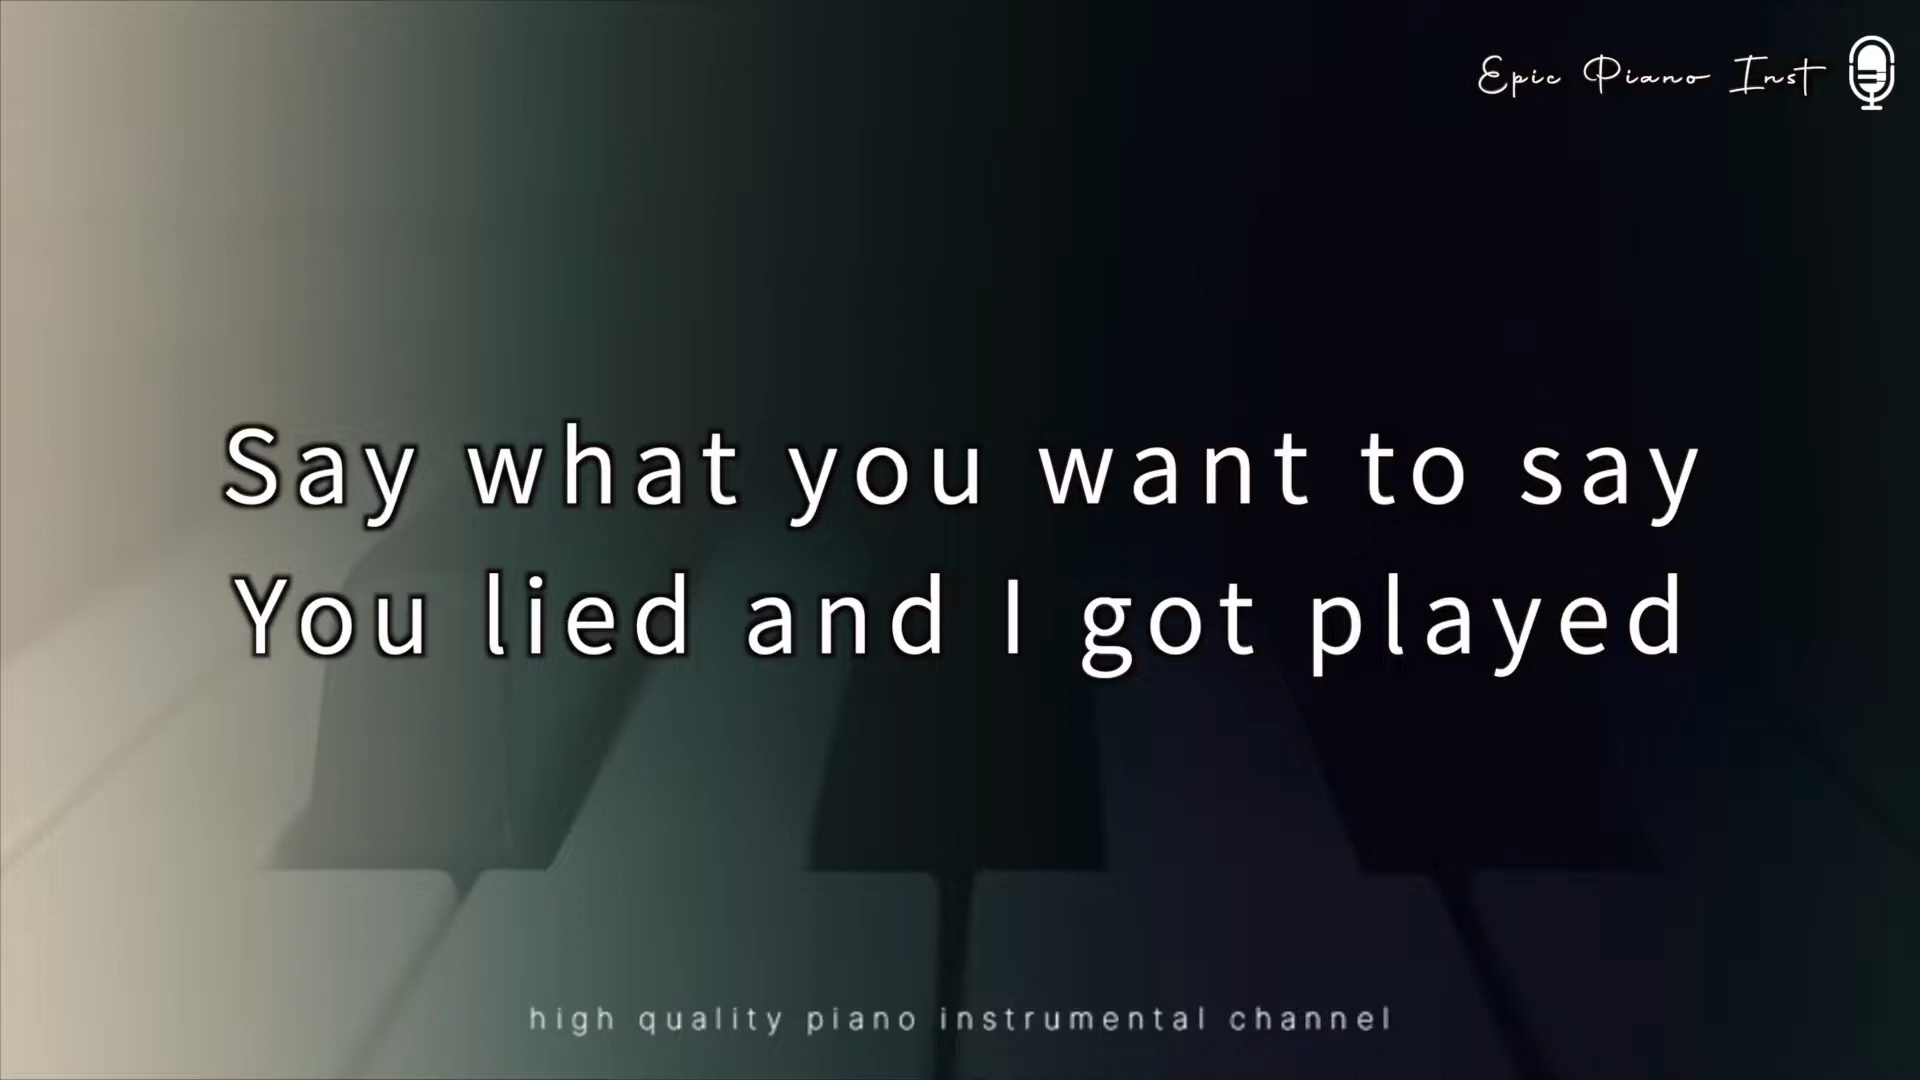 Epic Piano Inst
Say what you want to say
You lied and I got played
high quality piano instrumental channel